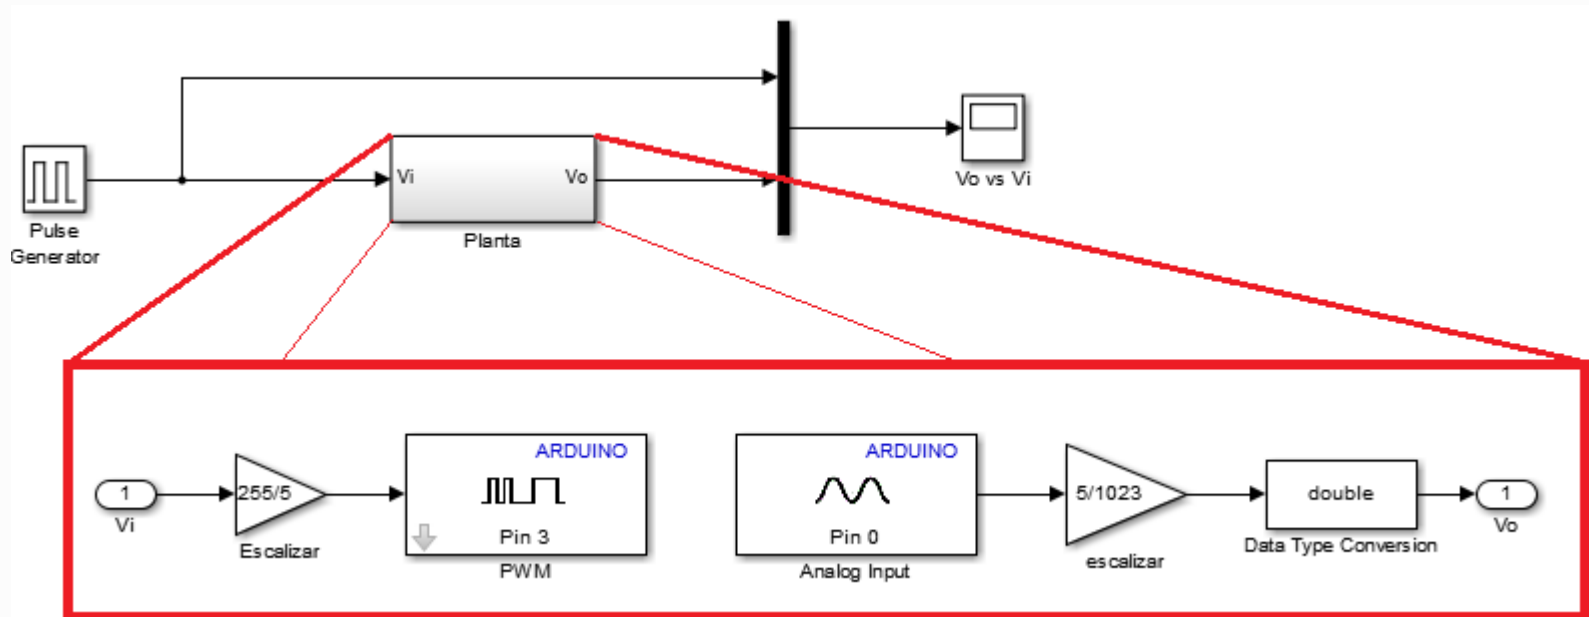 Pulse
Generator
Vi
Vo
Planta
Vo vs Vi
1
Vi
255/5
Escalizar
ARDUINO
Pin 3
PWM
ARDUINO
Pin 0
Analog Input
5/1023
escalizar
double
Data Type Conversion
1
Vo